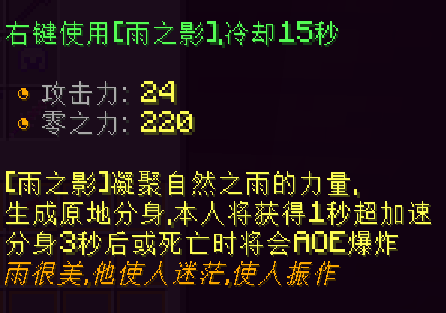 右键使用[雨之影],冷却15秒
攻击力: 24
零之力: 220
[雨之影]凝聚自然之雨的力量,
生成原地分身,本人将获得1秒超加速
分身3秒后或死亡时将会AOE爆炸
雨很美,他使人迷茫,使人振作